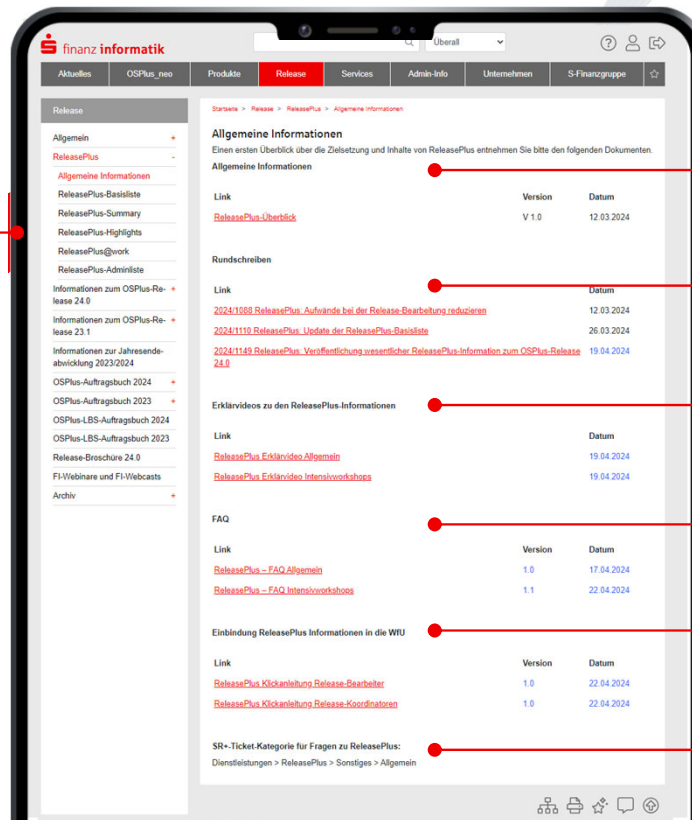 finanz informatik
Überall
Aktuelles OSPlus_neo Produkte Release Services Admin-Info Unternehmen S-Finanzgruppe
Release
Allgemein +
ReleasePlus -
Allgemeine Informationen
ReleasePlus-Basisliste
ReleasePlus-Summary
ReleasePlus-Highlights
ReleasePlus@work
ReleasePlus-Adminliste
Informationen zum OSPlus-Re- +
lease 24.0
Informationen zum OSPlus-Re- +
lease 23.1
Informationen zur Jahresende-
abwicklung 2023/2024
OSPlus-Auftragsbuch 2024 +
OSPlus-Auftragsbuch 2023 +
OSPlus-LBS-Auftragsbuch 2024
OSPlus-LBS-Auftragsbuch 2023
Release-Broschüre 24.0
FI-Webinare und FI-Webcasts
Archiv +
Startseite > Release > ReleasePlus > Allgemeine Informationen
Allgemeine Informationen
Einen ersten Überblick über die Zielsetzung und Inhalte von ReleasePlus entnehmen Sie bitte den folgenden Dokumenten.
Allgemeine Informationen
Link Version Datum
ReleasePlus-Überblick V 1.0 12.03.2024
Rundschreiben
Link Datum
2024/1088 ReleasePlus: Aufwände bei der Release-Bearbeitung reduzieren 12.03.2024
2024/1110 ReleasePlus: Update der ReleasePlus-Basisliste 26.03.2024
2024/1149 ReleasePlus: Veröffentlichung wesentlicher ReleasePlus-Information zum OSPlus-Release 19.04.2024
24.0
Erklärvideos zu den ReleasePlus-Informationen
Link Datum
ReleasePlus Erklärvideo Allgemein 19.04.2024
ReleasePlus Erklärvideo Intensivworkshops 19.04.2024
FAQ
Link Version Datum
ReleasePlus – FAQ Allgemein 1.0 17.04.2024
ReleasePlus – FAQ Intensivworkshops 1.1 22.04.2024
Einbindung ReleasePlus Informationen in die WfU
Link Version Datum
ReleasePlus Klickanleitung Release-Bearbeiter 1.0 22.04.2024
ReleasePlus Klickanleitung Release-Koordinatoren 1.0 22.04.2024
SR+-Ticket-Kategorie für Fragen zu ReleasePlus:
Dienstleistungen > ReleasePlus > Sonstiges > Allgemein